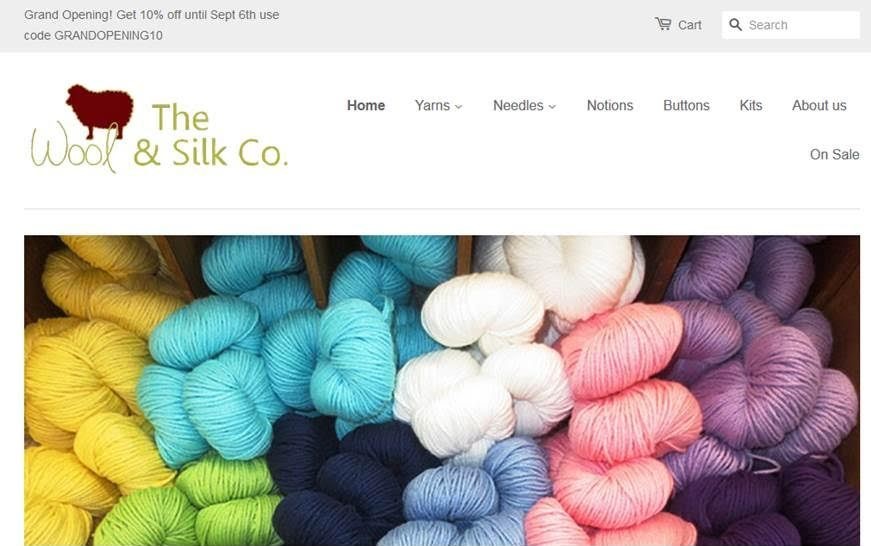 Grand Opening! Get 10% off until Sept 6th use
code GRANDOPENING10
Cart
Search
The
Wool & Silk Co.
Home Yarns Needles Notions Buttons Kits About us
On Sale